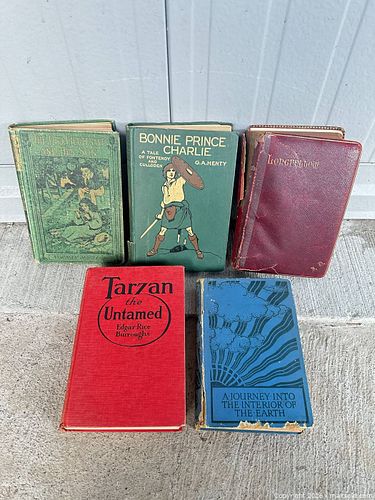 BONNIE PRINCE
CHARLIE
A TALE
OF FONTENOY AND
CULLODEN
G.A. HENTY
LONGFELLOW
Tarzan
the
Untamed
Edgar Rice
Burroughs
A JOURNEY INTO
THE INTERIOR OF
THE EARTH